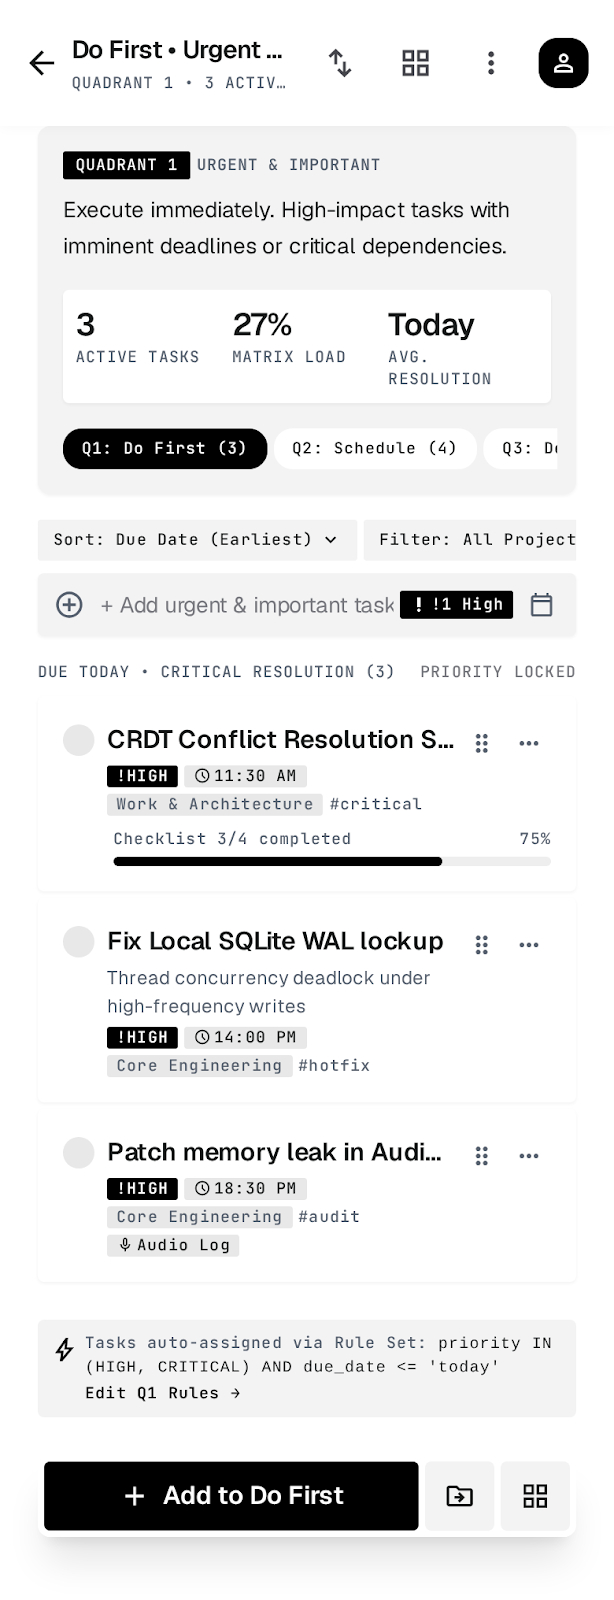 Do First • Urgent ...
QUADRANT 1 • 3 ACTIV…
QUADRANT 1 URGENT & IMPORTANT
Execute immediately. High-impact tasks with
imminent deadlines or critical dependencies.
3 27% Today
ACTIVE TASKS MATRIX LOAD AVG.
RESOLUTION
Q1: Do First (3) Q2: Schedule (4) Q3: D
Sort: Due Date (Earliest) Filter: All Project
+ Add urgent & important task ! !1 High
DUE TODAY • CRITICAL RESOLUTION (3) PRIORITY LOCKED
CRDT Conflict Resolution S...
!HIGH 11:30 AM
Work & Architecture #critical
Checklist 3/4 completed 75%
Fix Local SQLite WAL lockup
Thread concurrency deadlock under
high-frequency writes
!HIGH 14:00 PM
Core Engineering #hotfix
Patch memory leak in Audi...
!HIGH 18:30 PM
Core Engineering #audit
Audio Log
Tasks auto-assigned via Rule Set: priority IN
(HIGH, CRITICAL) AND due_date <= 'today'
Edit Q1 Rules →
+ Add to Do First